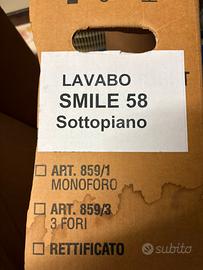 LAVABO
SMILE 58
Sottopiano
ART. 859/1
MONOFORO
ART. 859/3
3 FORI
RETTIFICATO
subito